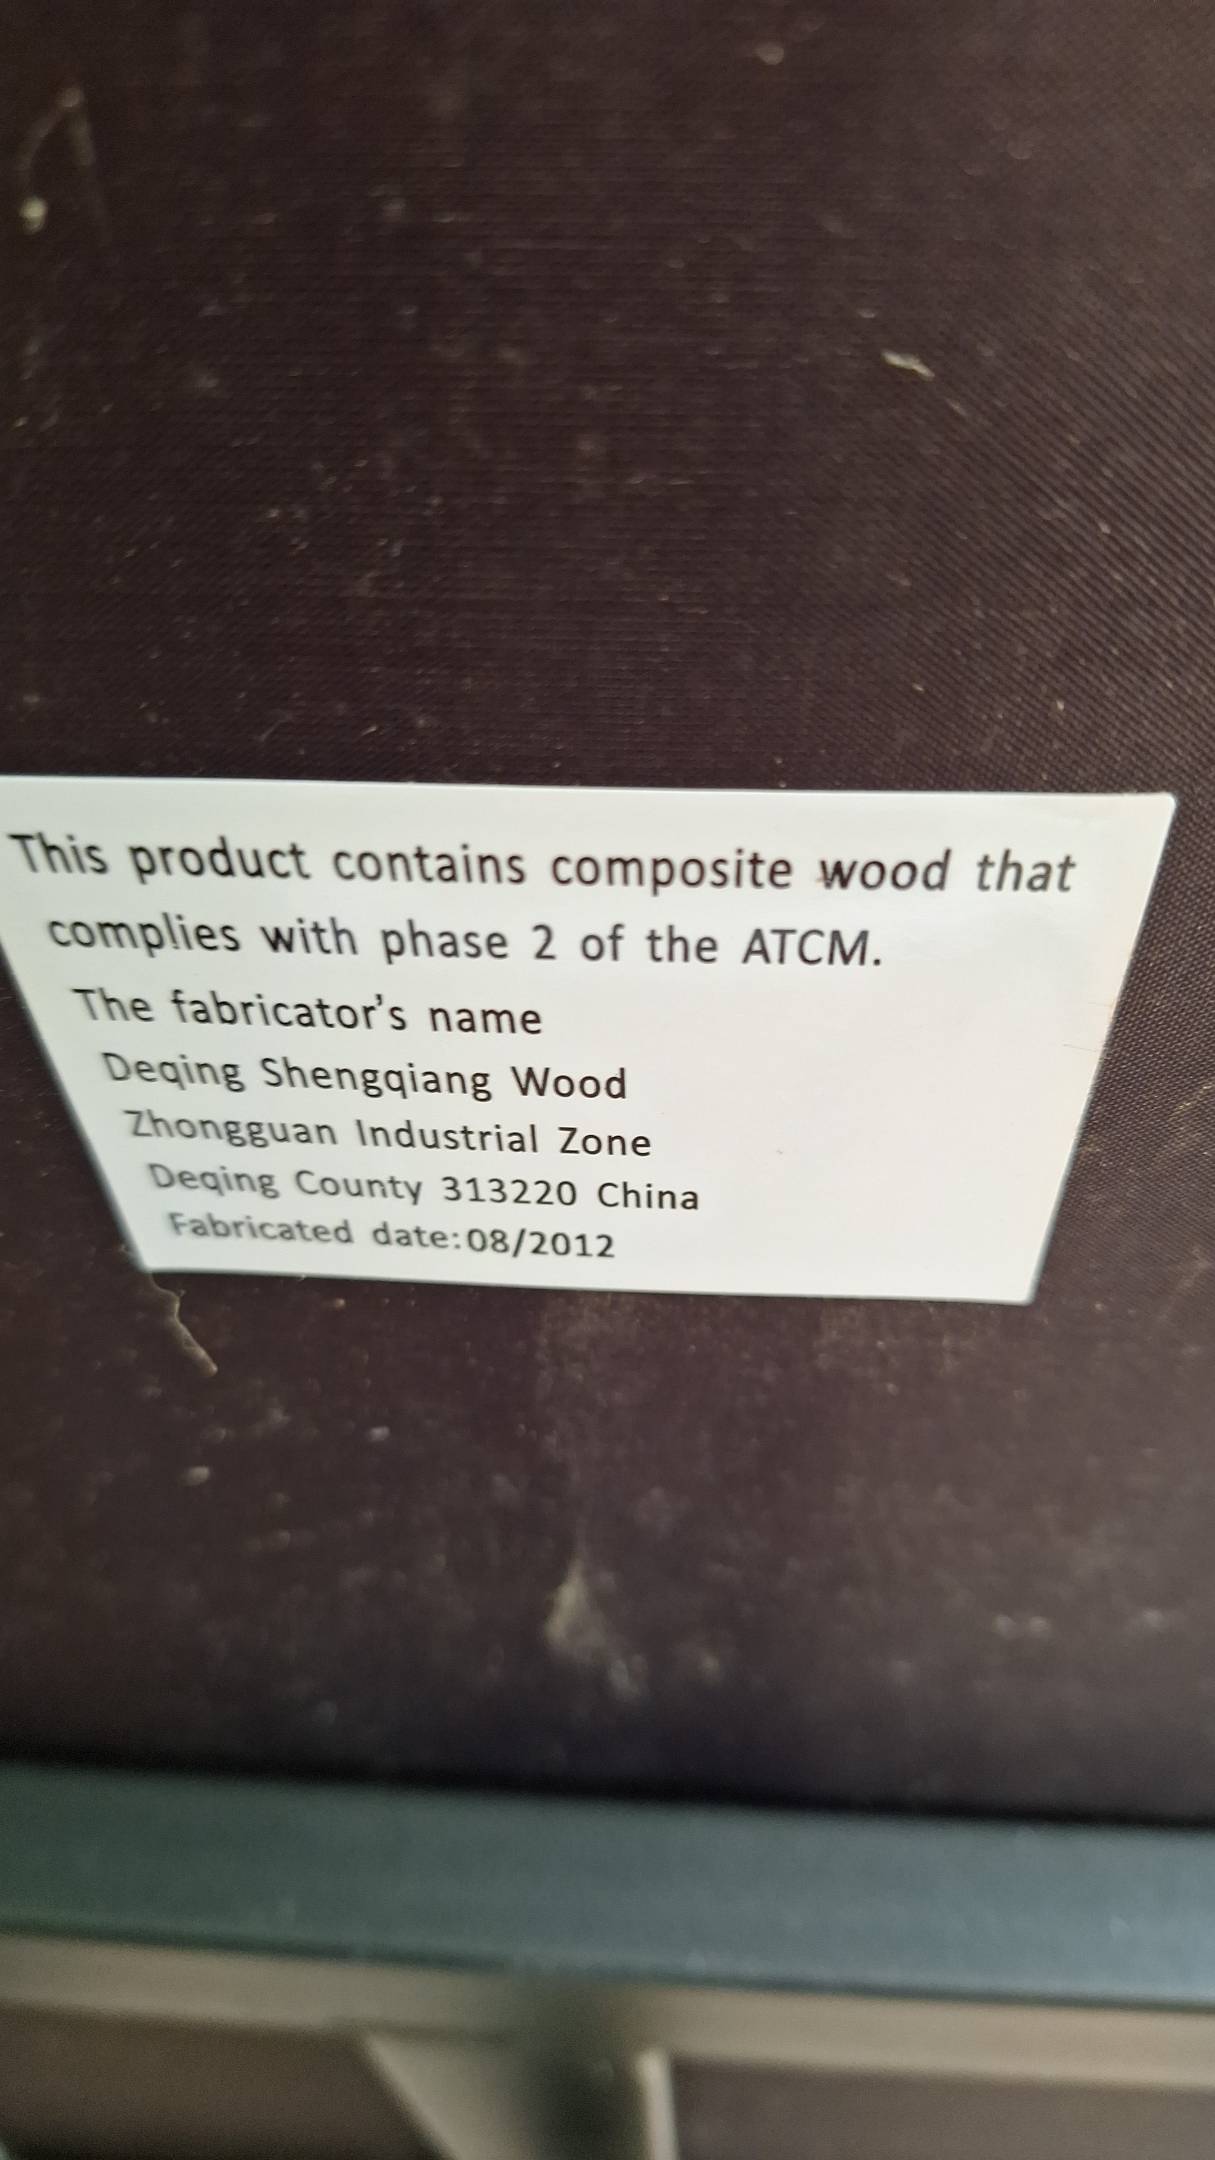 This product contains composite wood that
complies with phase 2 of the ATCM.
The fabricator's name
Deqing Shengqiang Wood
Zhongguan Industrial Zone
Deqing County 313220 China
Fabricated date:08/2012